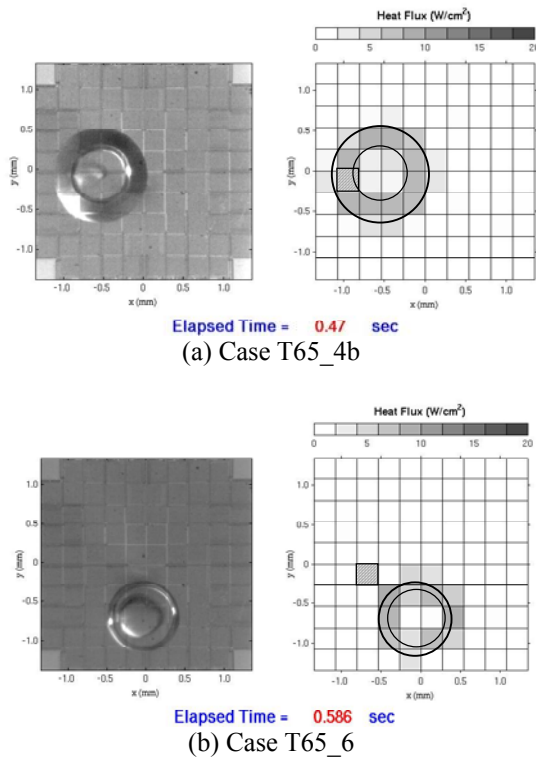 Heat Flux (W/cm²)
0 5 10 15 20
1.0
0.5
0
-0.5
-1.0
y (mm)
-1.0 -0.5 0.0 0.5 1.0
x (mm)
1.0
0.5
0
-0.5
-1.0
y (mm)
-1.0 -0.5 0.0 0.5 1.0
x (mm)
Elapsed Time = 0.47 sec
(a) Case T65_4b
Heat Flux (W/cm²)
0 5 10 15 20
1.0
0.5
0
-0.5
-1.0
y (mm)
-1.0 -0.5 0.0 0.5 1.0
x (mm)
1.0
0.5
0
-0.5
-1.0
y (mm)
-1.0 -0.5 0.0 0.5 1.0
x (mm)
Elapsed Time = 0.586 sec
(b) Case T65_6